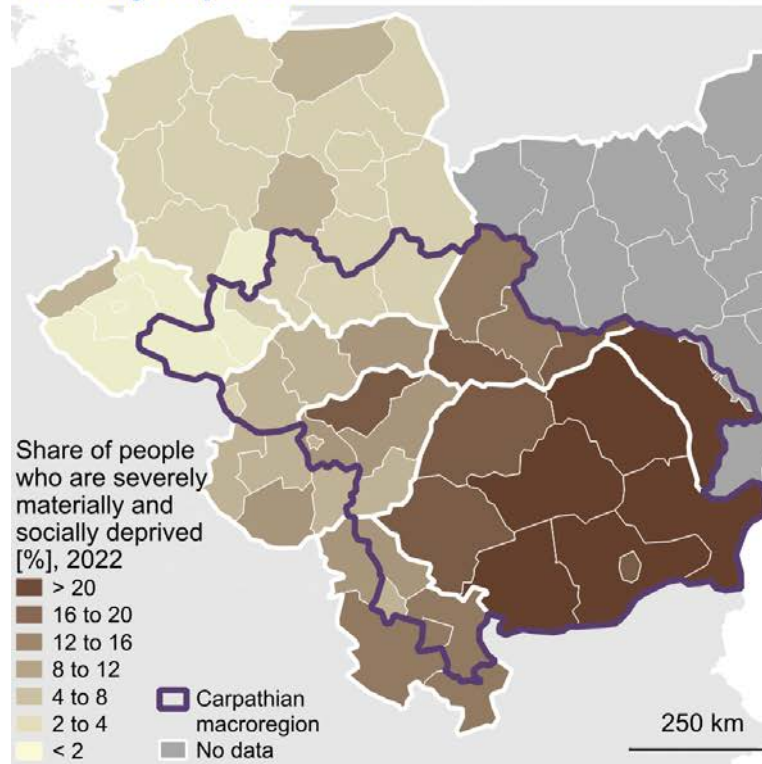 Share of people
who are severely
materially and
socially deprived
[%], 2022
> 20
16 to 20
12 to 16
8 to 12
4 to 8
2 to 4
< 2
Carpathian
macroregion
No data
250 km